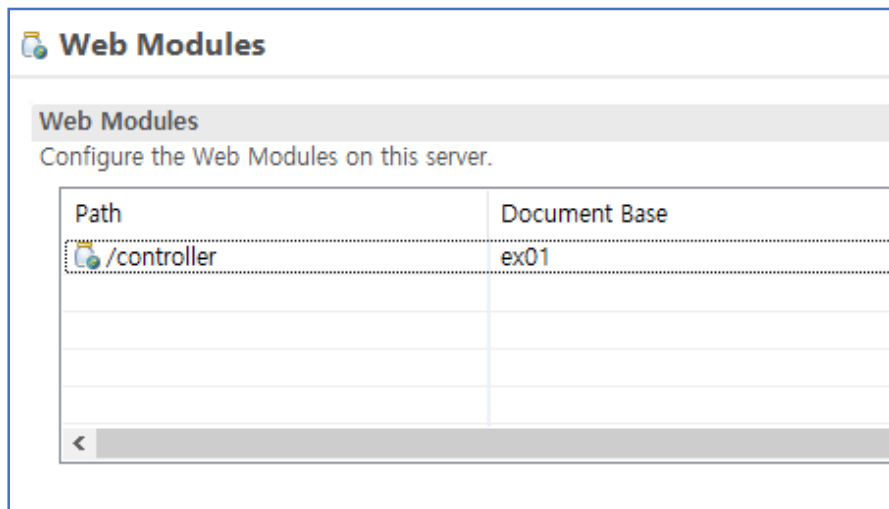 Web Modules
Web Modules
Configure the Web Modules on this server.
Path Document Base
/controller ex01